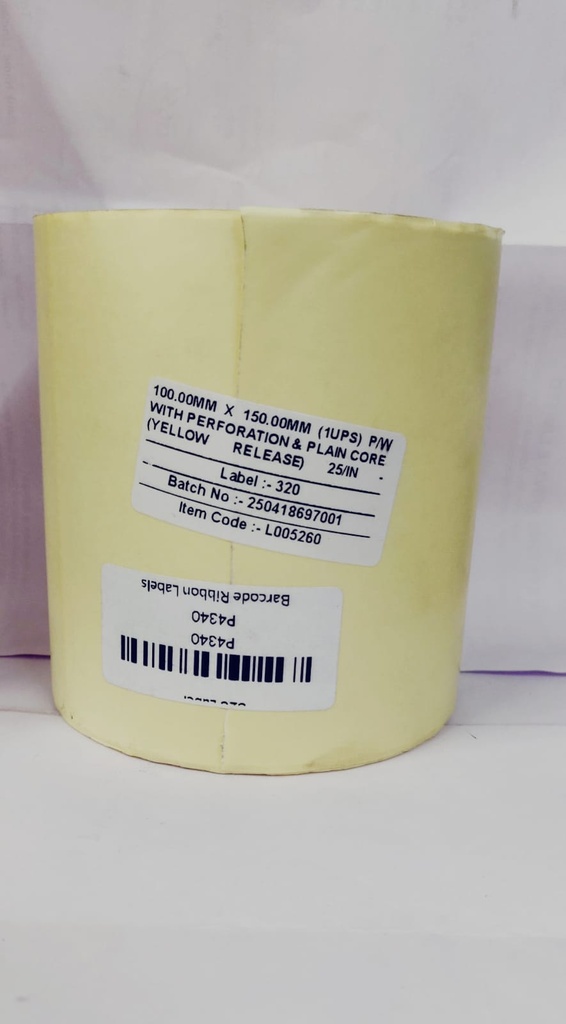 100.00MM X 150.00MM (1UPS) P/W
WITH PERFORATION & PLAIN CORE
(YELLOW RELEASE) 25/IN -
Label :- 320
Batch No :- 250418697001
Item Code :- L005260
P4340
P4340
Barcode Ribbon Labels